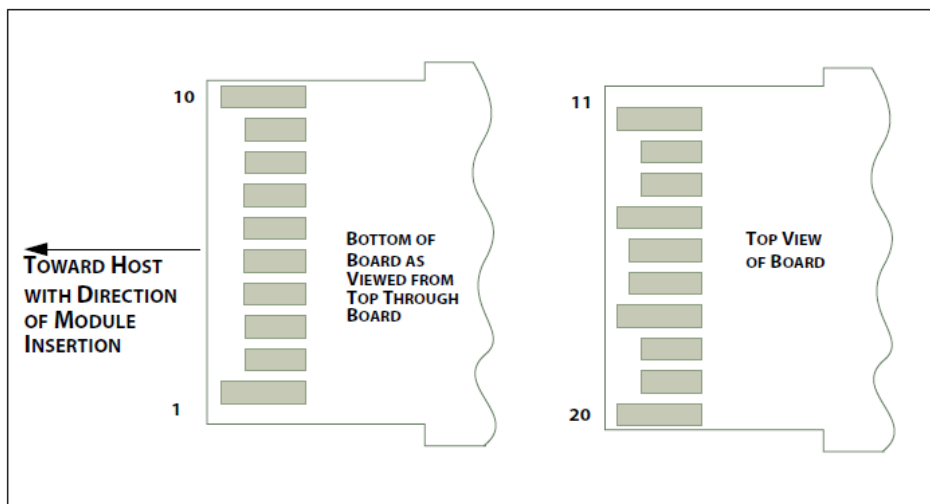 10
1
TOWARD HOST
WITH DIRECTION
OF MODULE
INSERTION
BOTTOM OF
BOARD AS
VIEWED FROM
TOP THROUGH
BOARD
11
20
TOP VIEW
OF BOARD